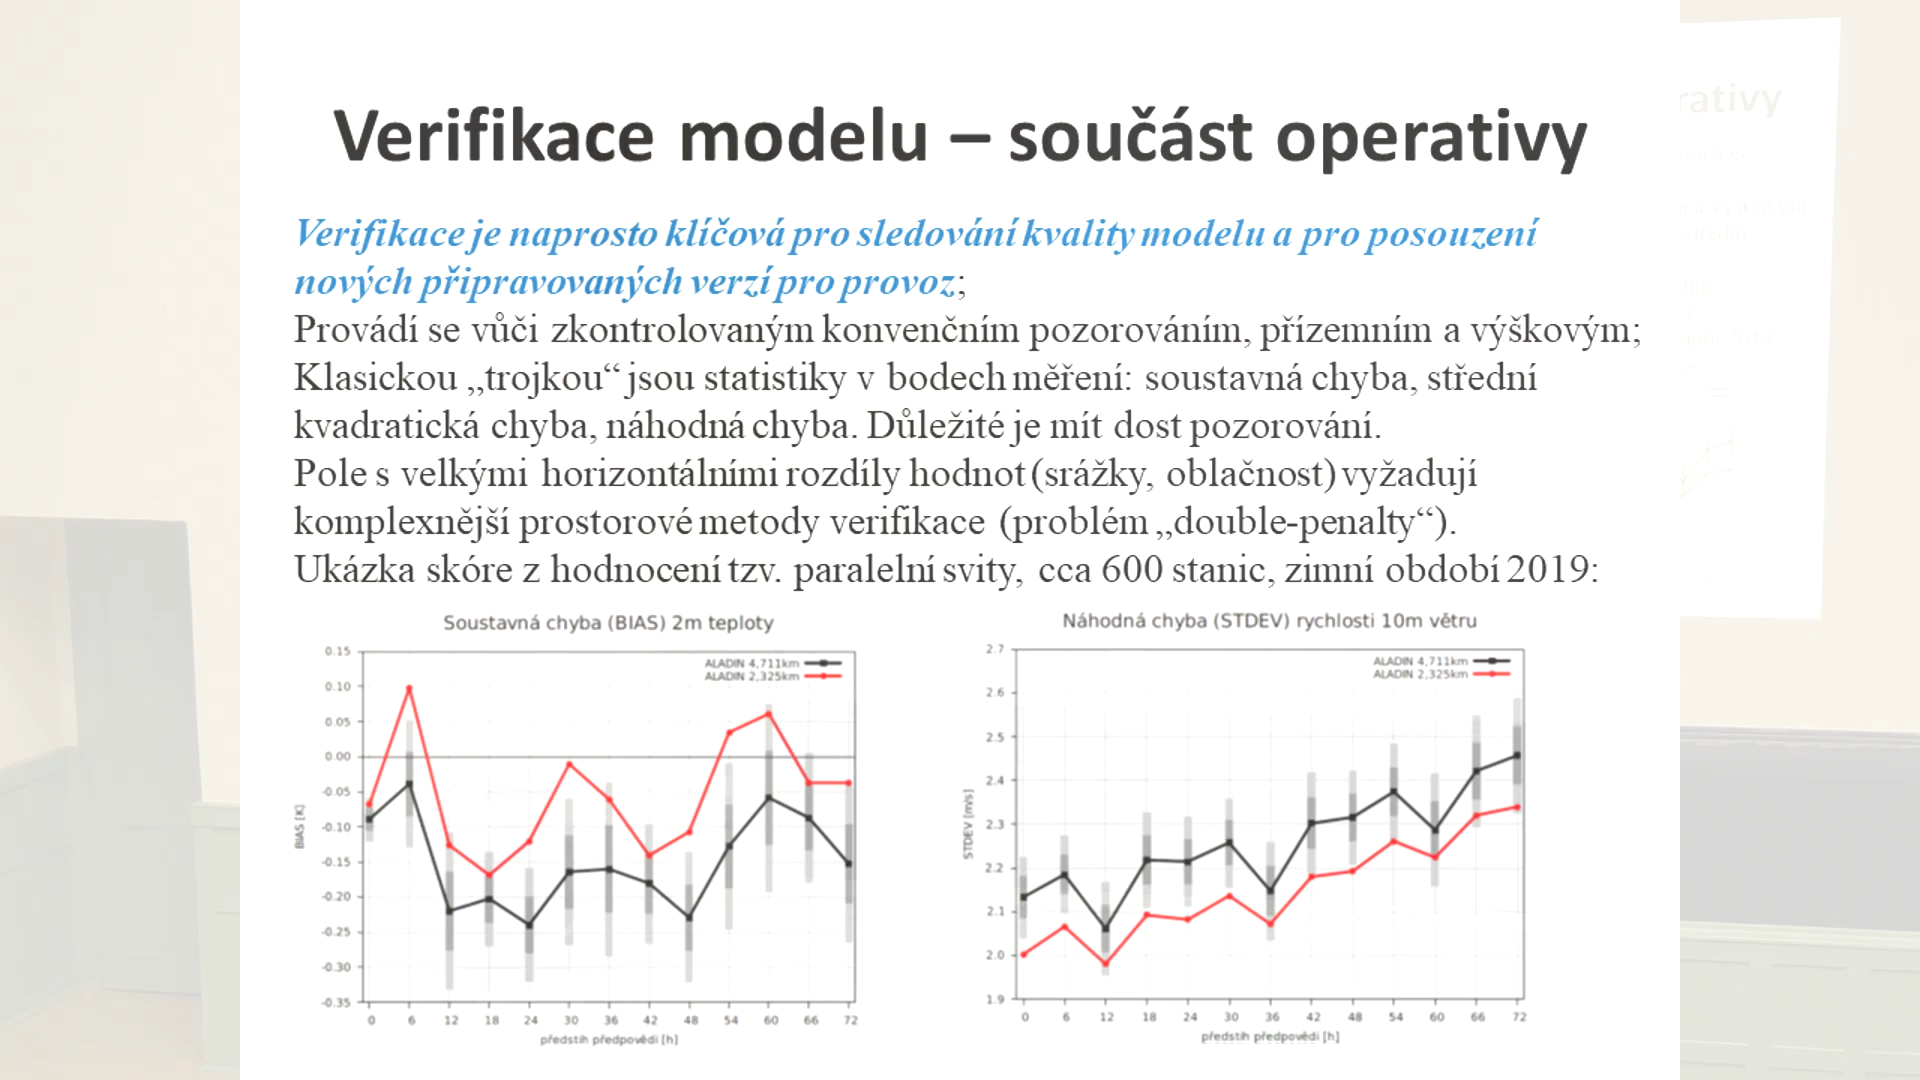 Verifikace modelu – součást operativy
Verifikace je naprosto klíčová pro sledování kvality modelu a pro posouzení
nových připravovaných verzí pro provoz;
Provádí se vůči zkontrolovaným konvenčním pozorováním, přízemním a výškovým;
Klasickou „trojkou“ jsou statistiky v bodech měření: soustavná chyba, střední
kvadratická chyba, náhodná chyba. Důležité je mít dost pozorování.
Pole s velkými horizontálními rozdíly hodnot (srážky, oblačnost) vyžadují
komplexnější prostorové metody verifikace (problém „double-penalty“).
Ukázka skóre z hodnocení tzv. paralelní svity, cca 600 stanic, zimní období 2019:
Soustavná chyba (BIAS) 2m teploty
ALADIN 4,711km
ALADIN 2,325km
0.15
0.10
0.05
0.00
-0.05
-0.10
-0.15
-0.20
-0.25
-0.30
-0.35
BIAS [K]
0 6 12 18 24 30 36 42 48 54 60 66 72
předstih předpovědi [h]
Náhodná chyba (STDEV) rychlosti 10m větru
ALADIN 4,711km
ALADIN 2,325km
2.7
2.6
2.5
2.4
2.3
2.2
2.1
2.0
1.9
STDEV [m/s]
0 6 12 18 24 30 36 42 48 54 60 66 72
předstih předpovědi [h]
rativy